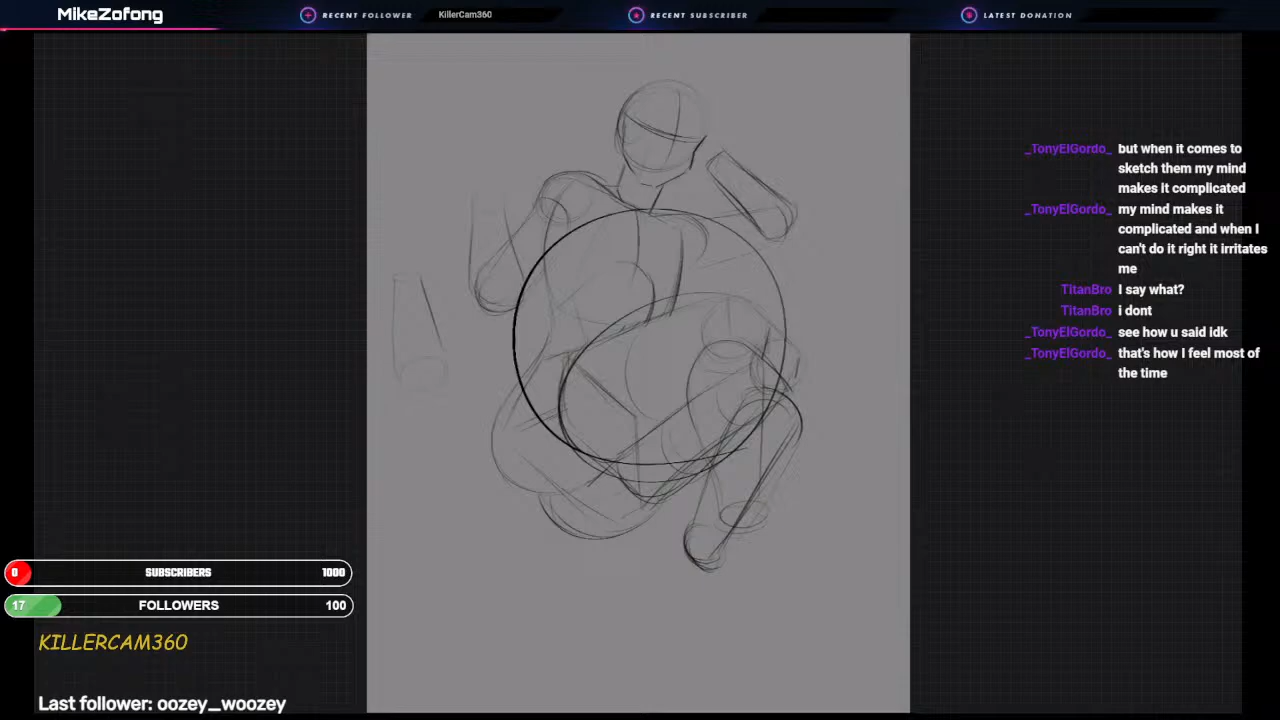 MikeZofong
RECENT FOLLOWER KillerCam360
RECENT SUBSCRIBER
LATEST DONATION
_TonyElGordo_ but when it comes to
sketch them my mind
makes it complicated
_TonyElGordo_ my mind makes it
complicated and when I
can't do it right it irritates
me
TitanBro I say what?
TitanBro i dont
_TonyElGordo_ see how u said idk
_TonyElGordo_ that's how I feel most of
the time
0 SUBSCRIBERS 1000
17 FOLLOWERS 100
KILLERCAM360
Last follower: oozey_woozey